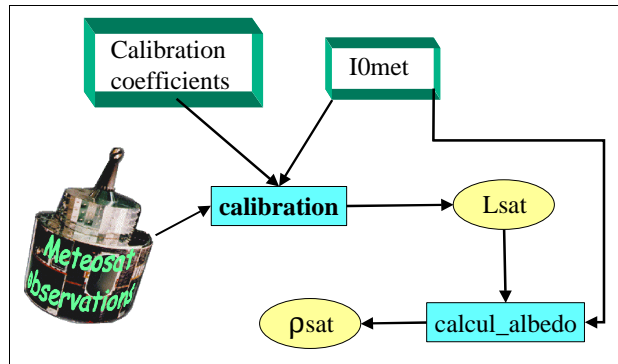 Calibration
coefficients
I0met
calibration
Lsat
Meteosat
observations
ρsat
calcul_albedo